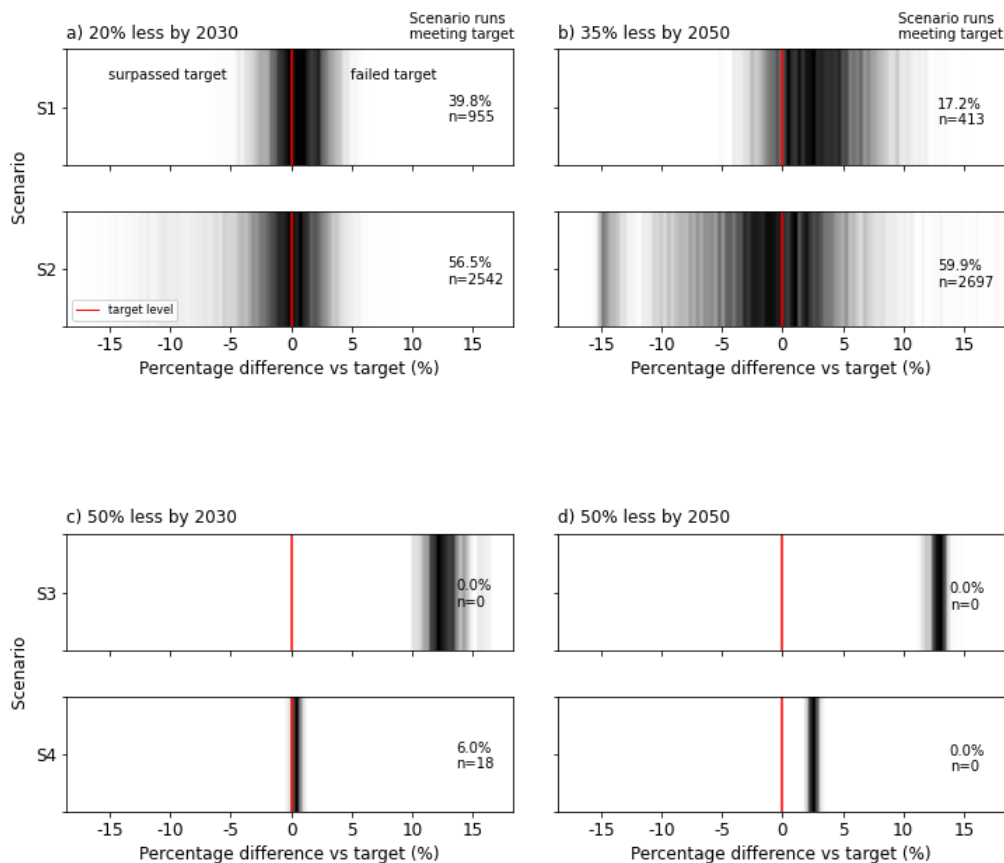 a) 20% less by 2030
Scenario runs
meeting target
b) 35% less by 2050
Scenario runs
meeting target
surpassed target
failed target
S1
39.8%
n=955
17.2%
n=413
Scenario
S2
56.5%
n=2542
59.9%
n=2697
target level
-15 -10 -5 0 5 10 15
-15 -10 -5 0 5 10 15
Percentage difference vs target (%)
Percentage difference vs target (%)
c) 50% less by 2030
d) 50% less by 2050
S3
0.0%
n=0
0.0%
n=0
Scenario
S4
6.0%
n=18
0.0%
n=0
-15 -10 -5 0 5 10 15
-15 -10 -5 0 5 10 15
Percentage difference vs target (%)
Percentage difference vs target (%)